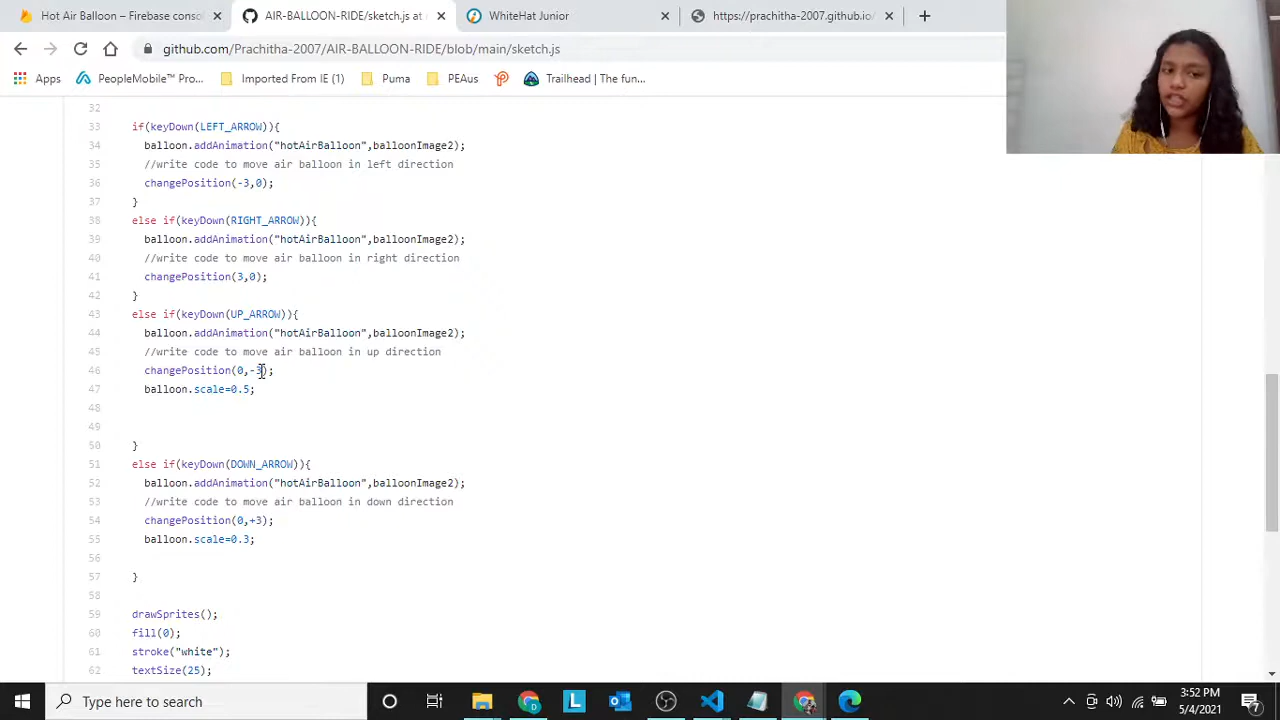 Hot Air Balloon – Firebase conso
AIR-BALLOON-RIDE/sketch.js at
WhiteHat Junior
https://prachitha-2007.github.io/
github.com/Prachitha-2007/AIR-BALLOON-RIDE/blob/main/sketch.js
Apps
PeopleMobile™ Pro...
Imported From IE (1)
Puma
PEAus
Trailhead | The fun...
32
33 if(keyDown(LEFT_ARROW)){
34 balloon.addAnimation("hotAirBalloon",balloonImage2);
35 //write code to move air balloon in left direction
36 changePosition(-3,0);
37 }
38 else if(keyDown(RIGHT_ARROW)){
39 balloon.addAnimation("hotAirBalloon",balloonImage2);
40 //write code to move air balloon in right direction
41 changePosition(3,0);
42 }
43 else if(keyDown(UP_ARROW)){
44 balloon.addAnimation("hotAirBalloon",balloonImage2);
45 //write code to move air balloon in up direction
46 changePosition(0,-3);
47 balloon.scale=0.5;
48
49
50 }
51 else if(keyDown(DOWN_ARROW)){
52 balloon.addAnimation("hotAirBalloon",balloonImage2);
53 //write code to move air balloon in down direction
54 changePosition(0,+3);
55 balloon.scale=0.3;
56
57 }
58
59 drawSprites();
60 fill(0);
61 stroke("white");
62 textSize(25);
Type here to search
3:52 PM
5/4/2021
7